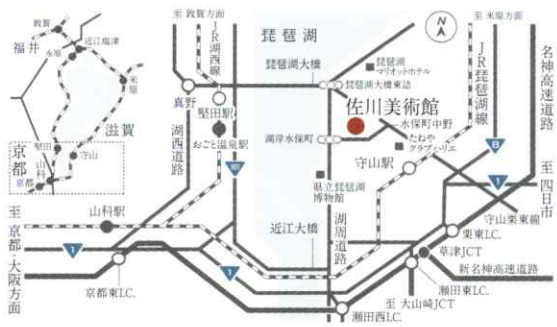 敦賀
福井
永原
近江塩津
米原
滋賀
堅田
守山
京都
山科
京都
至 敦賀方面
JR湖西線
琵琶湖
琵琶湖大橋
琵琶湖
マリオットホテル
琵琶湖大橋東詰
至 米原方面
JR琵琶湖線
名神高速道路
N
真野
堅田駅
おごと温泉駅
湖西道路
佐川美術館
水保町中野
湖岸水保町
たねや
クラブハリエ
守山駅
8
1
至 四日市
県立琵琶湖
博物館
湖周道路
守山栗東線
山科駅
近江大橋
栗東I.C.
草津JCT
新名神高速道路
至 京都・大阪方面
1
1
京都東I.C.
瀬田東I.C.
至 大山崎JCT
瀬田西I.C.